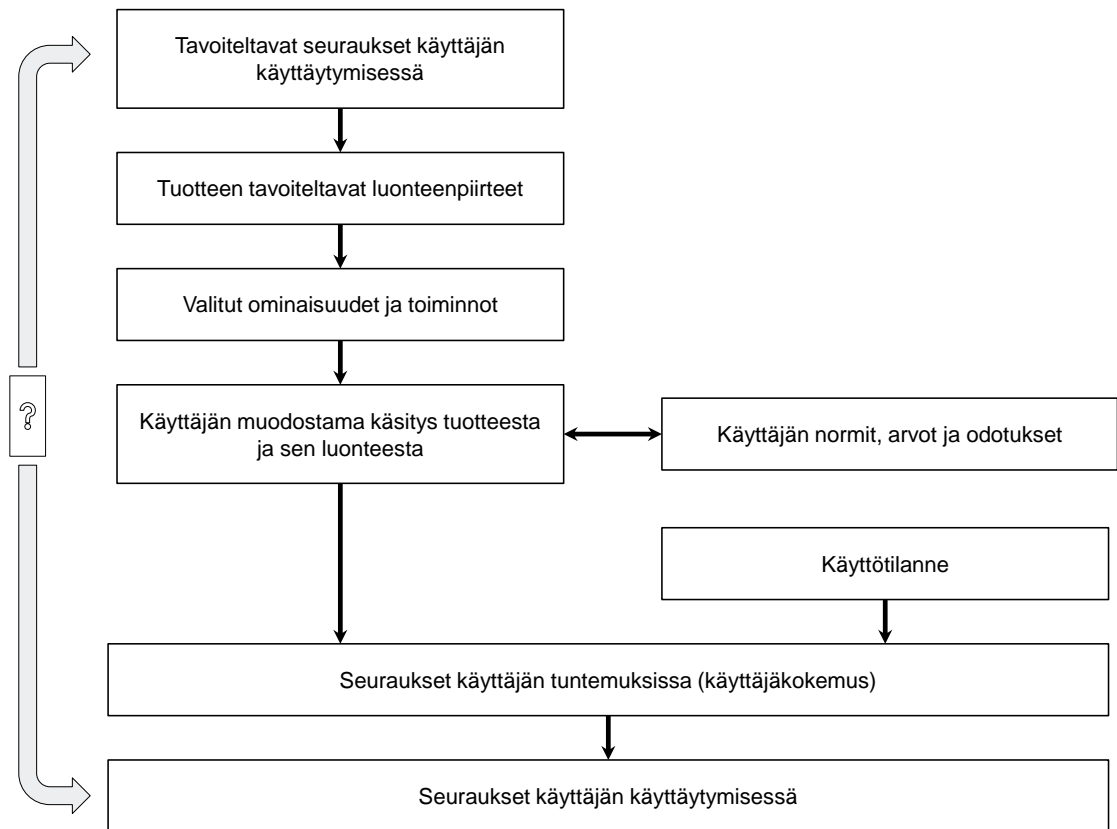 Tavoiteltavat seuraukset käyttäjän
käyttäytymisessä
Tuotteen tavoiteltavat luonteenpiirteet
Valitut ominaisuudet ja toiminnot
?
Käyttäjän muodostama käsitys tuotteesta
ja sen luonteesta
Käyttäjän normit, arvot ja odotukset
Käyttötilanne
Seuraukset käyttäjän tuntemuksissa (käyttäjäkokemus)
Seuraukset käyttäjän käyttäytymisessä